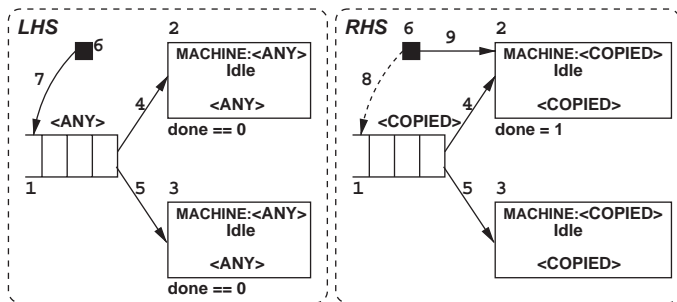 LHS
6
2
MACHINE:<ANY>
Idle
<ANY>
done == 0
7
4
<ANY>
1
5
3
MACHINE:<ANY>
Idle
<ANY>
done == 0
RHS
6
9
2
MACHINE:<COPIED>
Idle
<COPIED>
done = 1
8
4
<COPIED>
1
5
3
MACHINE:<COPIED>
Idle
<COPIED>